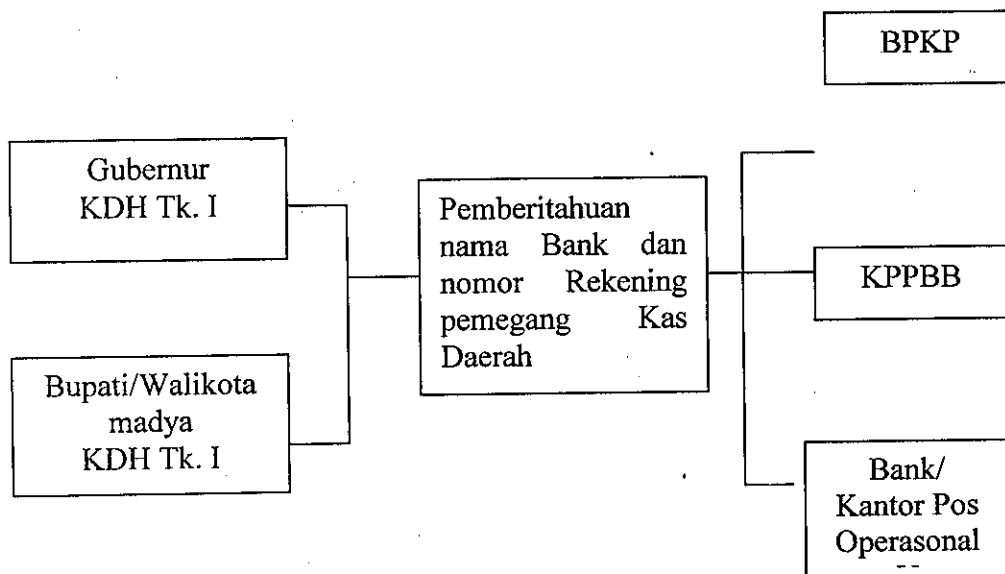 BPKP
Gubernur
KDH Tk. I
Pemberitahuan
nama Bank dan
nomor Rekening
pemegang Kas
Daerah
KPPBB
Bupati/Walikota
madya
KDH Tk. I
Bank/
Kantor Pos
Operasonal